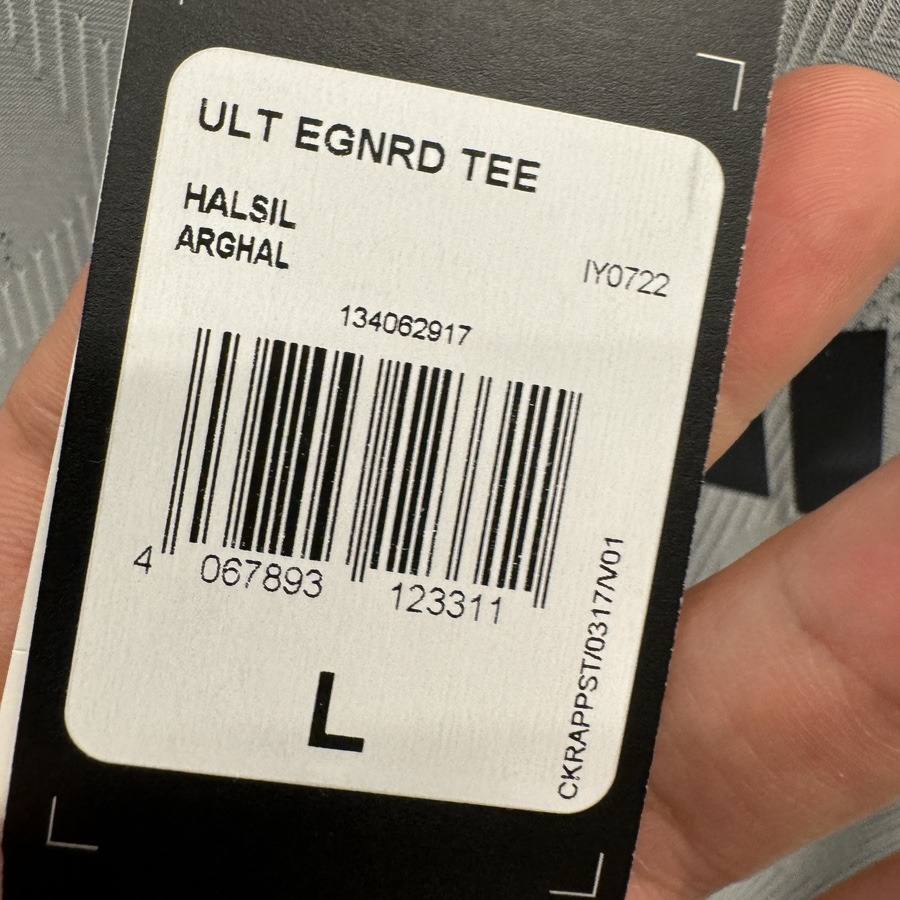 ULT EGNRD TEE
HALSIL
ARGHAL
IY0722
134062917
4 067893 123311
L
CKRAPPST/0317/V01